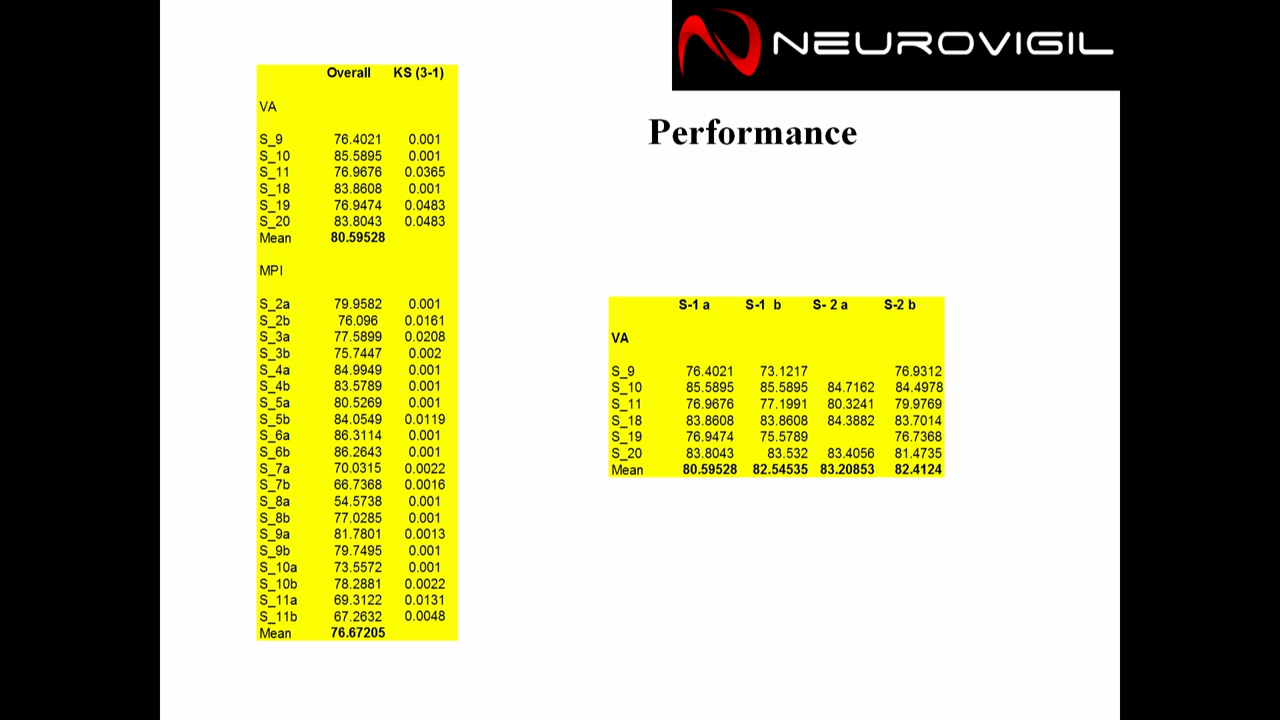 NEUROVIGIL
Performance
Overall KS (3-1)
VA
S_9 76.4021 0.001
S_10 85.5895 0.001
S_11 76.9676 0.0365
S_18 83.8608 0.001
S_19 76.9474 0.0483
S_20 83.8043 0.0483
Mean 80.59528
MPI
S_2a 79.9582 0.001
S_2b 76.096 0.0161
S_3a 77.5899 0.0208
S_3b 75.7447 0.002
S_4a 84.9949 0.001
S_4b 83.5789 0.001
S_5a 80.5269 0.001
S_5b 84.0549 0.0119
S_6a 86.3114 0.001
S_6b 86.2643 0.001
S_7a 70.0315 0.0022
S_7b 66.7368 0.0016
S_8a 54.5738 0.001
S_8b 77.0285 0.001
S_9a 81.7801 0.0013
S_9b 79.7495 0.001
S_10a 73.5572 0.001
S_10b 78.2881 0.0022
S_11a 69.3122 0.0131
S_11b 67.2632 0.0048
Mean 76.67205
S-1 a S-1 b S- 2 a S-2 b
VA
S_9 76.4021 73.1217 76.9312
S_10 85.5895 85.5895 84.7162 84.4978
S_11 76.9676 77.1991 80.3241 79.9769
S_18 83.8608 83.8608 84.3882 83.7014
S_19 76.9474 75.5789 76.7368
S_20 83.8043 83.532 83.4056 81.4735
Mean 80.59528 82.54535 83.20853 82.4124